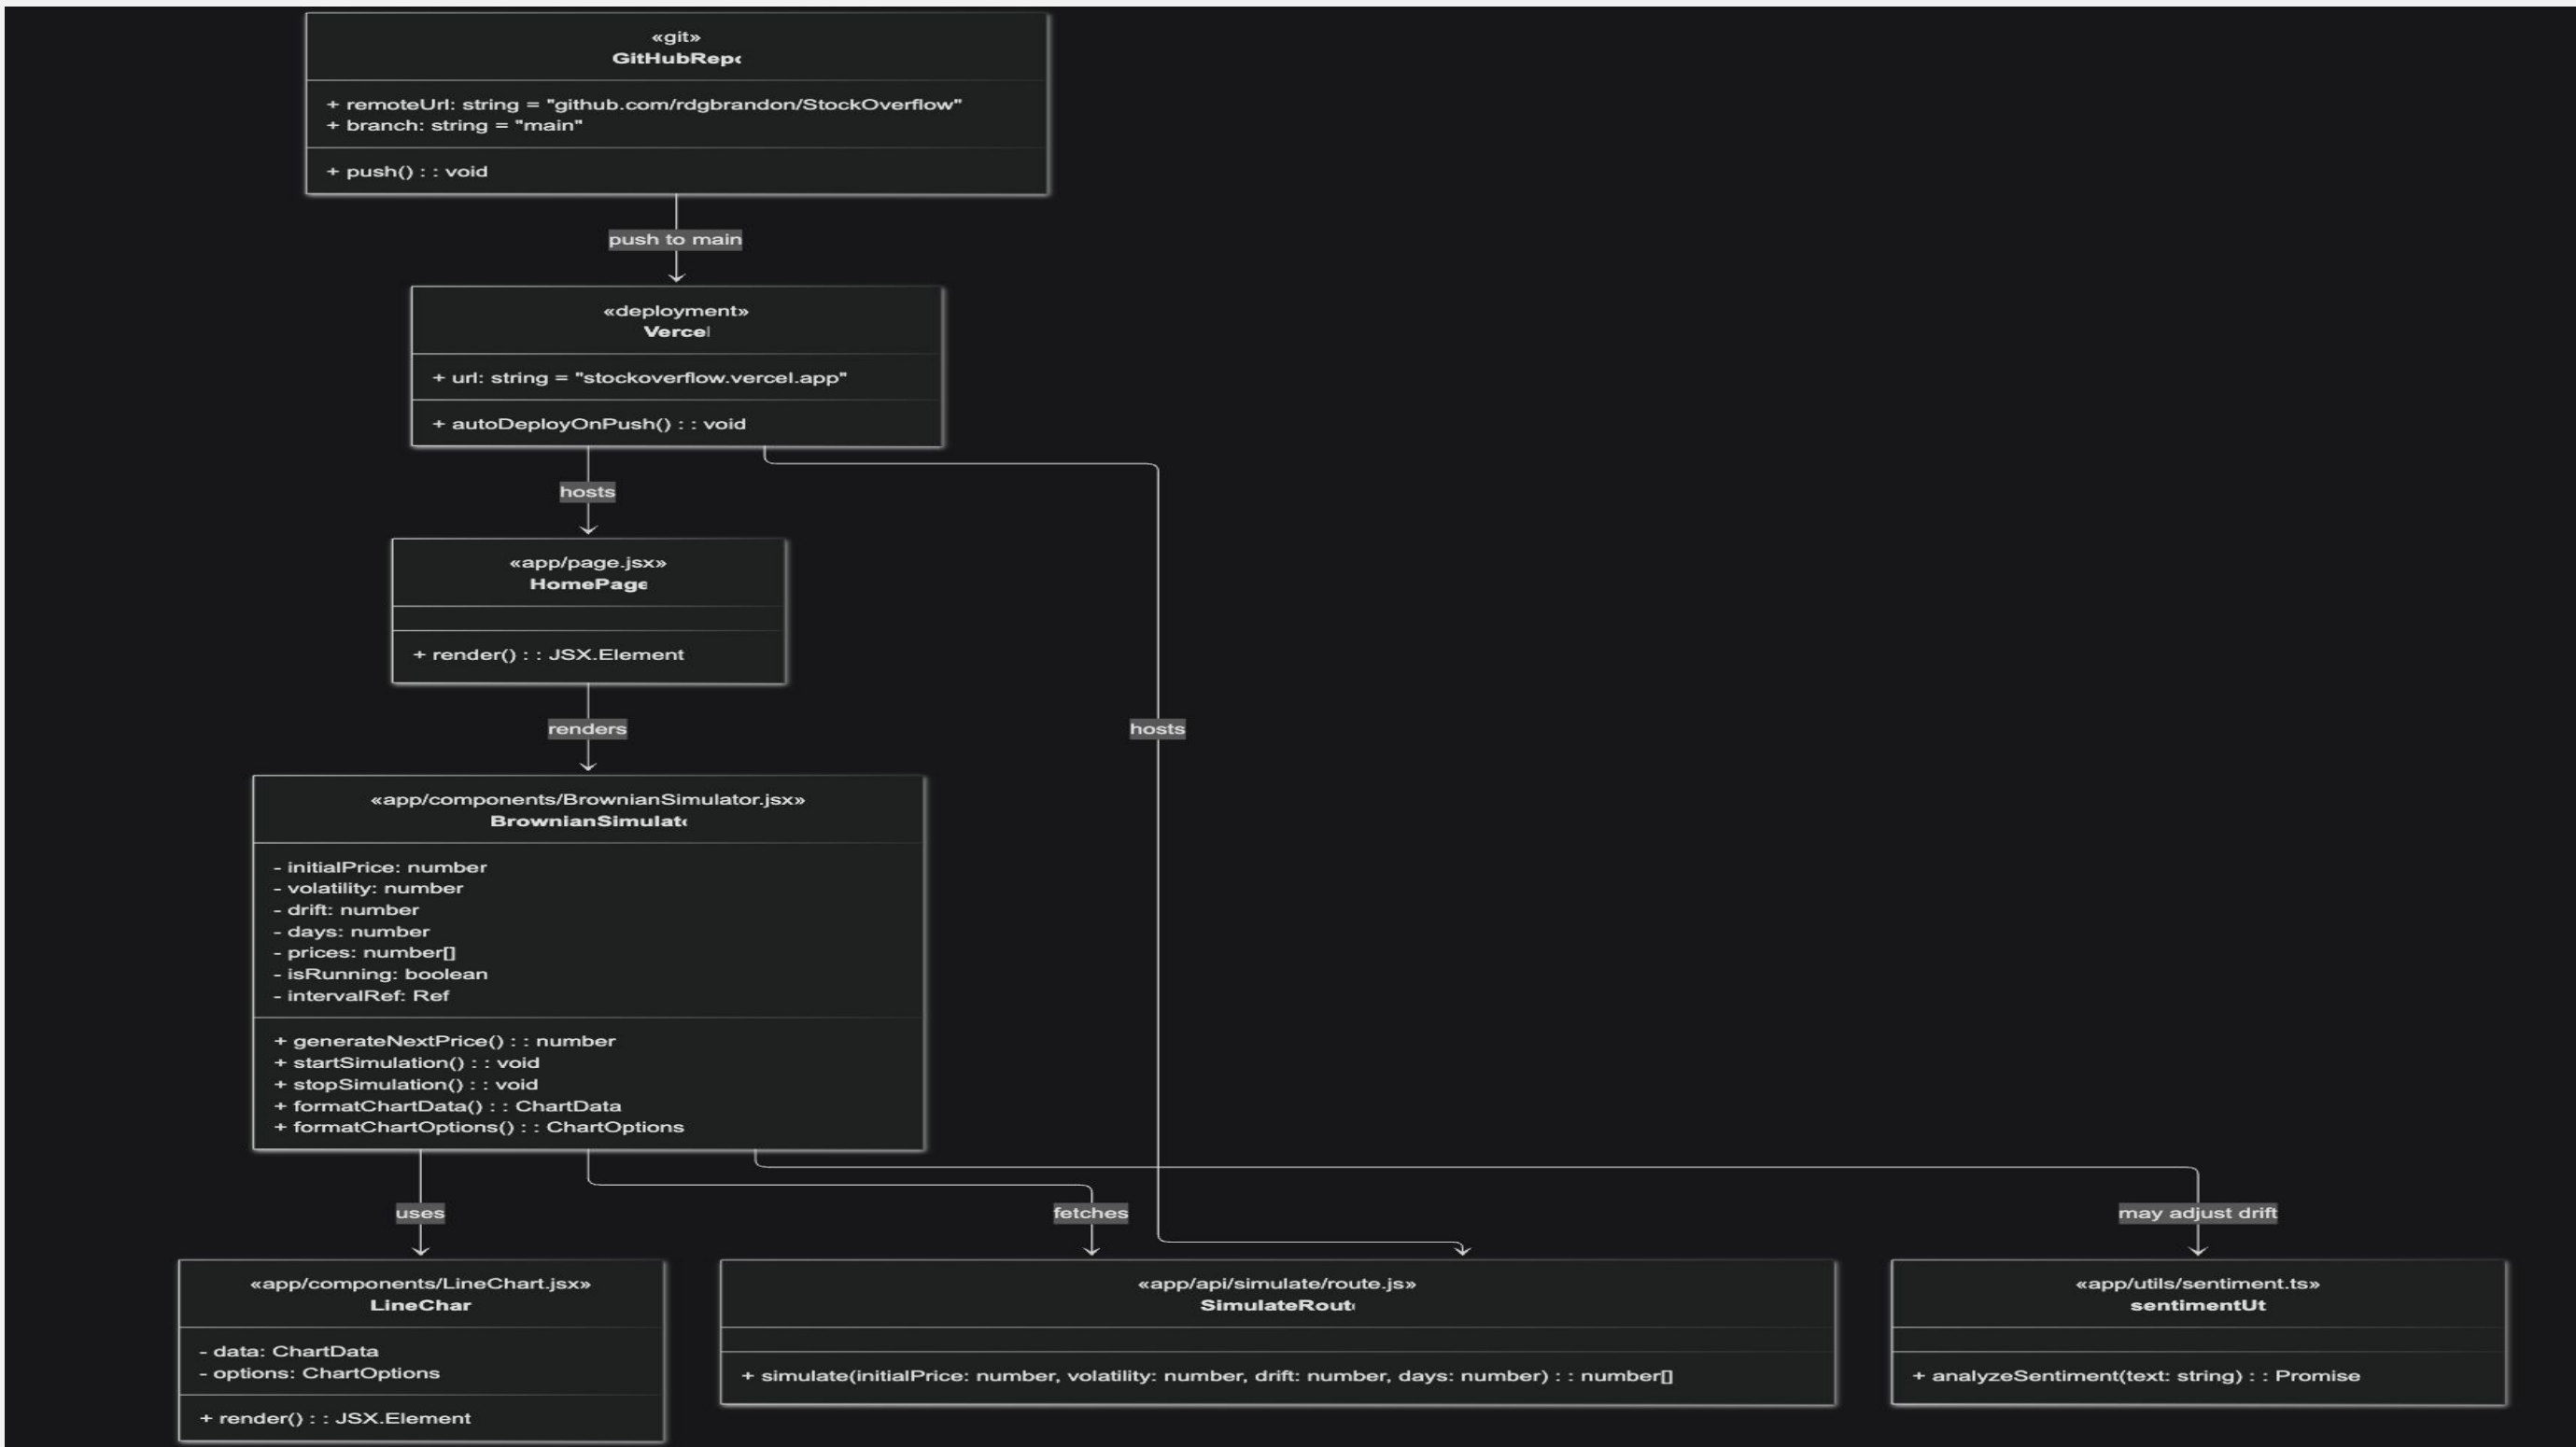 «git»
GitHubRepo
+ remoteUrl: string = "github.com/rdgbrandon/StockOverflow"
+ branch: string = "main"
+ push() : : void
push to main
«deployment»
Vercel
+ url: string = "stockoverflow.vercel.app"
+ autoDeployOnPush() : : void
hosts
«app/page.jsx»
HomePage
+ render() : : JSX.Element
renders
hosts
«app/components/BrownianSimulator.jsx»
BrownianSimulato
- initialPrice: number
- volatility: number
- drift: number
- days: number
- prices: number[]
- isRunning: boolean
- intervalRef: Ref
+ generateNextPrice() : : number
+ startSimulation() : : void
+ stopSimulation() : : void
+ formatChartData() : : ChartData
+ formatChartOptions() : : ChartOptions
uses
fetches
may adjust drift
«app/components/LineChart.jsx»
LineChar
- data: ChartData
- options: ChartOptions
+ render() : : JSX.Element
«app/api/simulate/route.js»
SimulateRoute
+ simulate(initialPrice: number, volatility: number, drift: number, days: number) : : number[]
«app/utils/sentiment.ts»
sentimentUt
+ analyzeSentiment(text: string) : : Promise